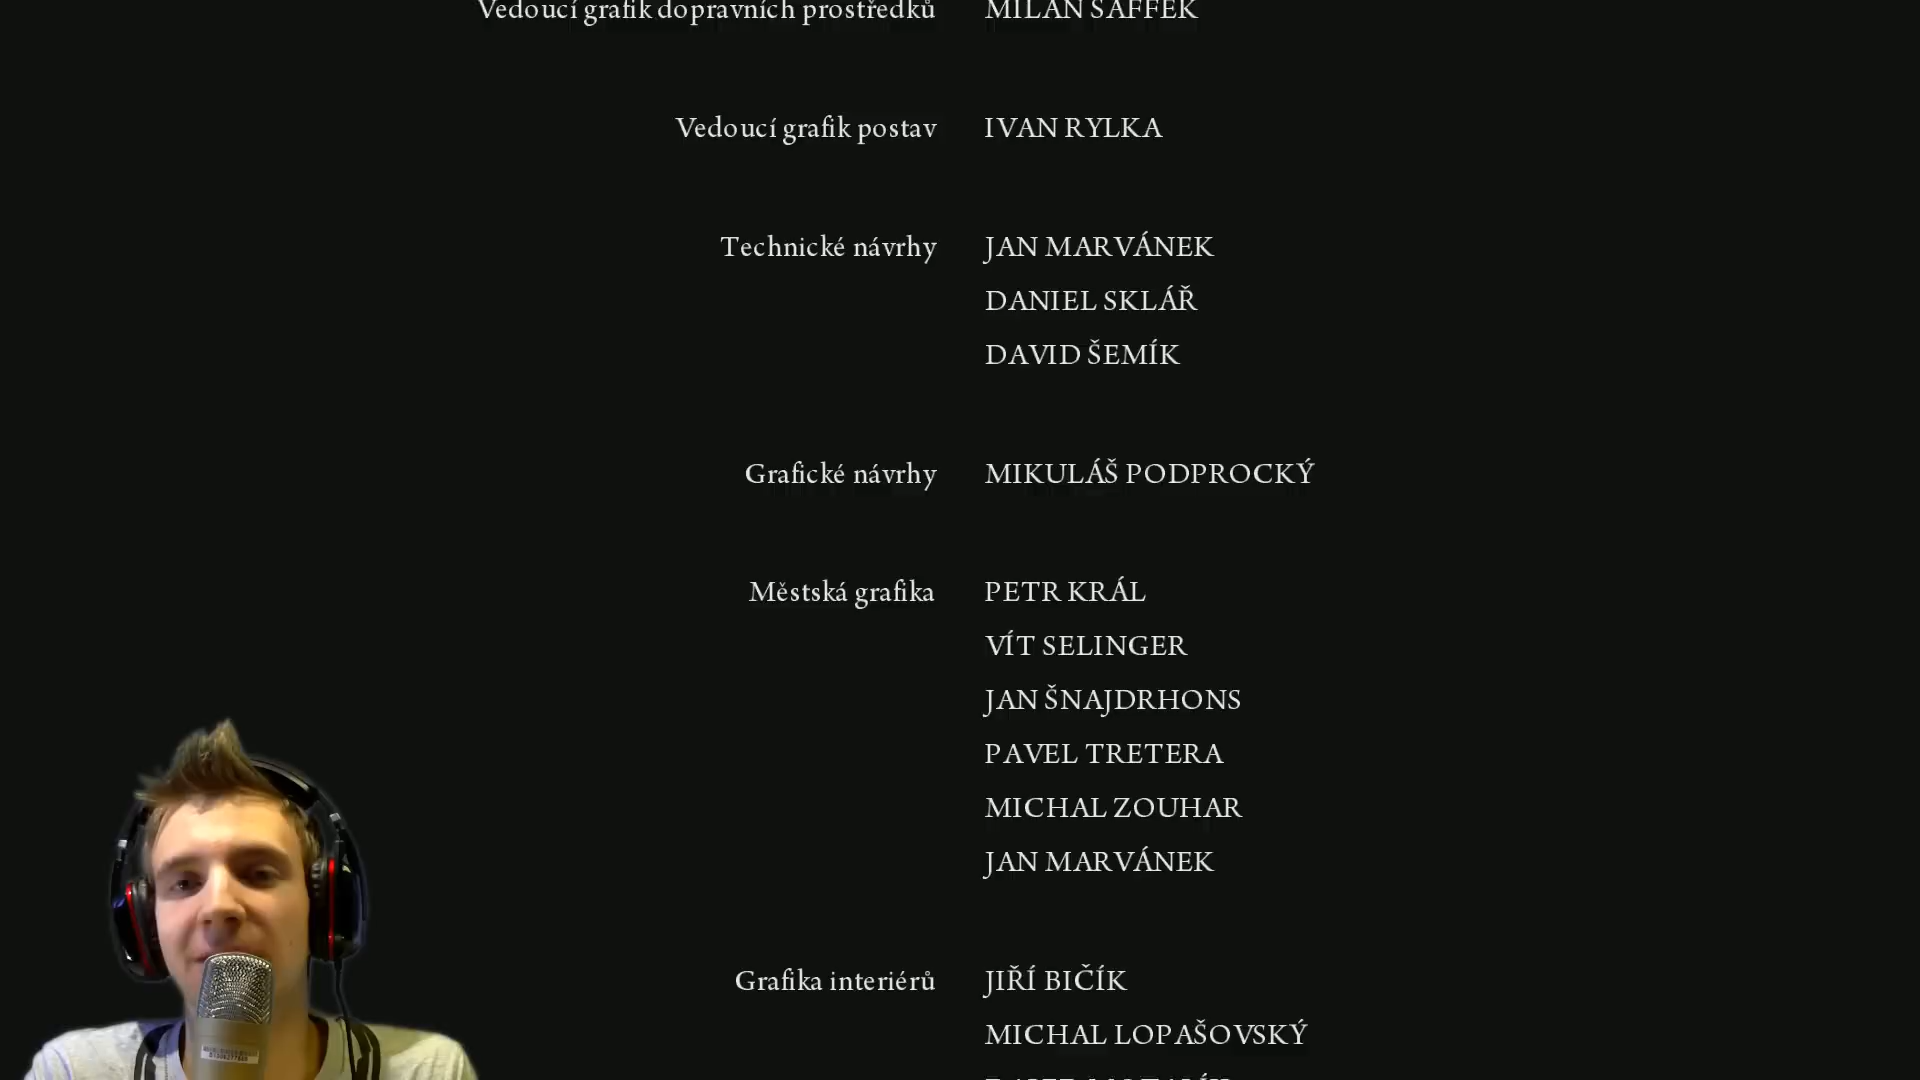 Vedoucí grafik dopravních prostředků MILAN SAFFEK
Vedoucí grafik postav IVAN RYLKA
Technické návrhy JAN MARVÁNEK
DANIEL SKLÁŘ
DAVID ŠEMÍK
Grafické návrhy MIKULÁŠ PODPROCKÝ
Městská grafika PETR KRÁL
VÍT SELINGER
JAN ŠNAJDRHONS
PAVEL TRETERA
MICHAL ZOUHAR
JAN MARVÁNEK
Grafika interiérů JIŘÍ BIČÍK
MICHAL LOPAŠOVSKÝ